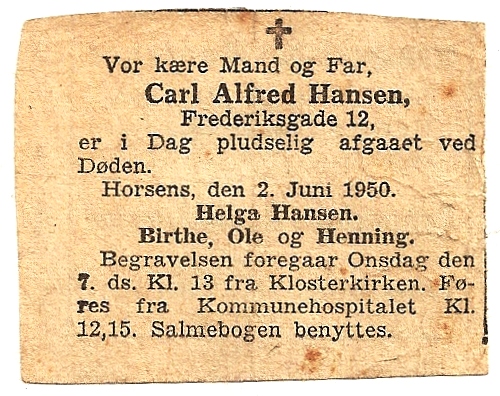 Vor kære Mand og Far,
Carl Alfred Hansen,
Frederiksgade 12,
er i Dag pludselig afgaaet ved
Døden.
Horsens, den 2. Juni 1950.
Helga Hansen.
Birthe, Ole og Henning.
Begravelsen foregaar Onsdag den
7. ds. Kl. 13 fra Klosterkirken. Fø-
res fra Kommunehospitalet Kl.
12,15. Salmebogen benyttes.